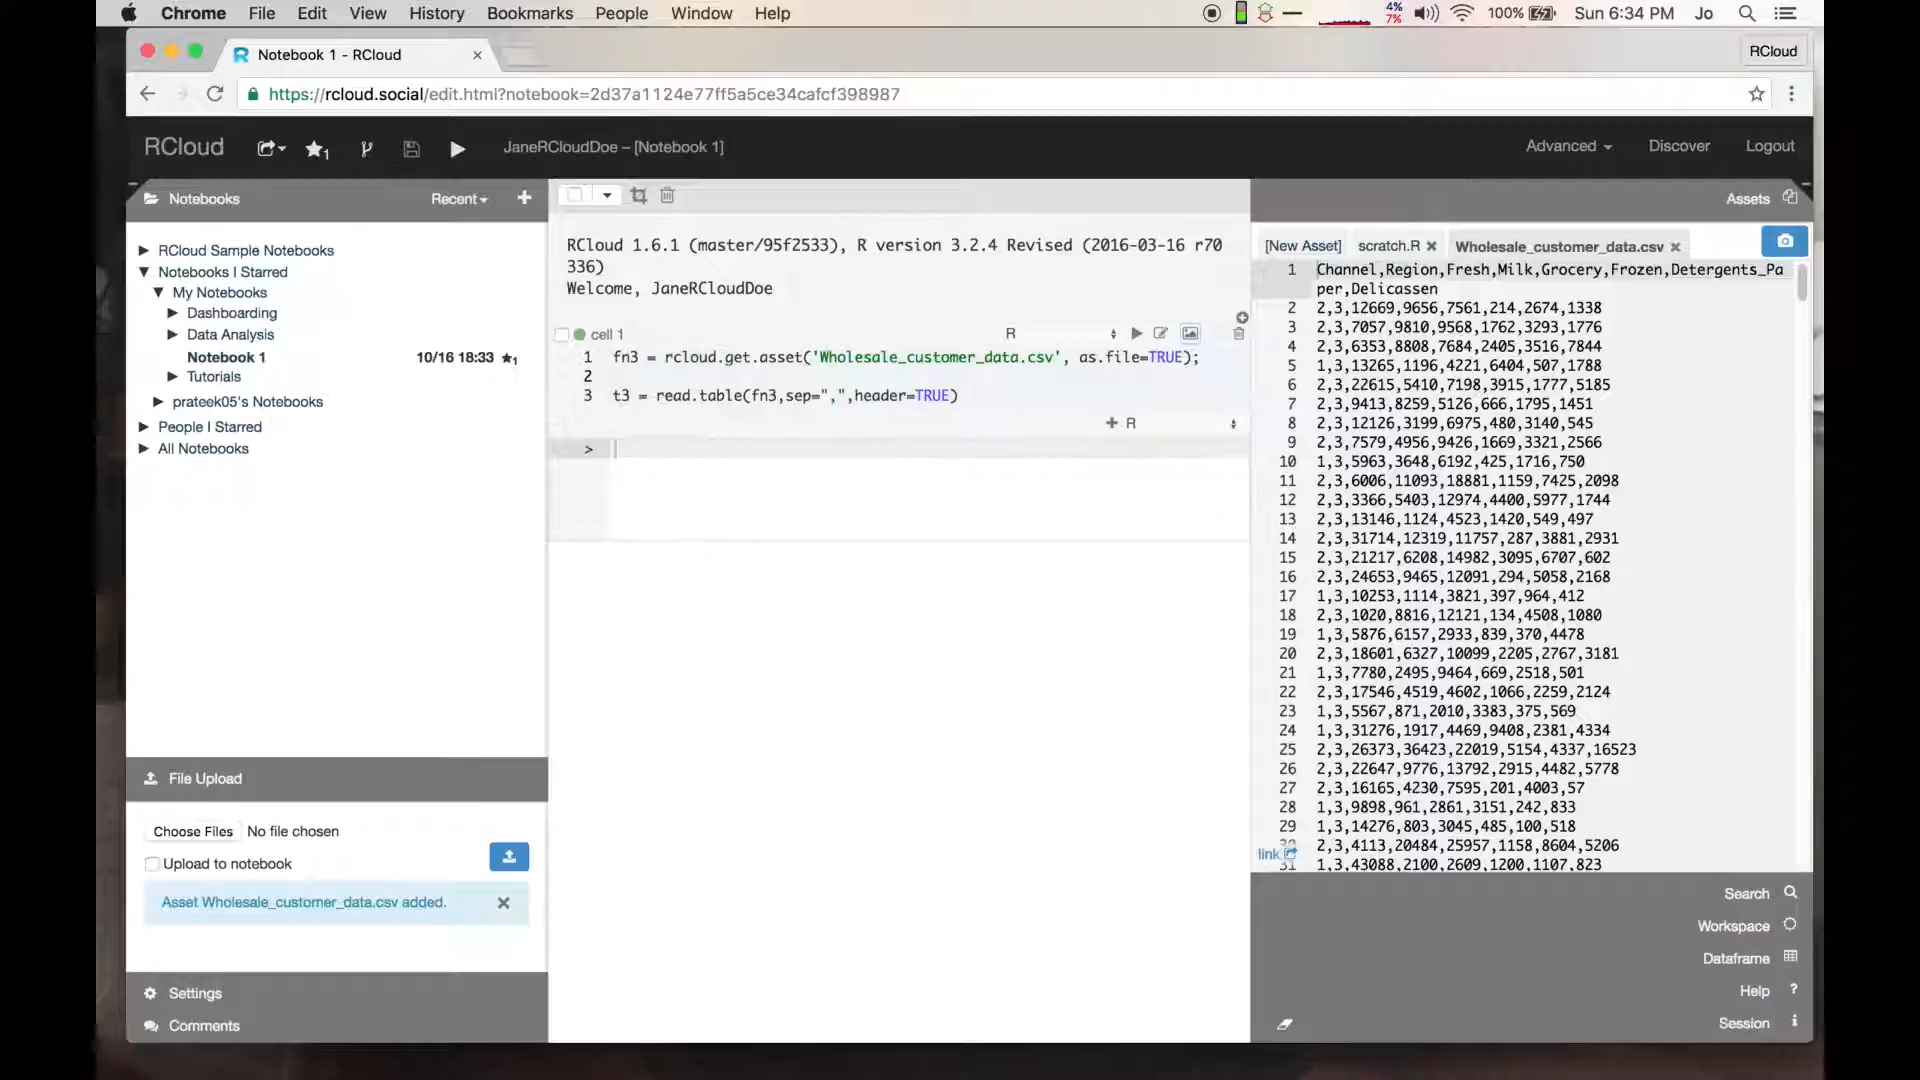 Chrome File Edit View History Bookmarks People Window Help 4% 7% 100% Sun 6:34 PM Jo
Notebook 1 - RCloud × RCloud
https://rcloud.social/edit.html?notebook=2d37a1124e77ff5a5ce34cafcf398987
RCloud 1 JaneRCloudDoe – [Notebook 1] Advanced Discover Logout
Notebooks Recent
RCloud Sample Notebooks
Notebooks I Starred
My Notebooks
Dashboarding
Data Analysis
Notebook 1 10/16 18:33 1
Tutorials
prateek05's Notebooks
People I Starred
All Notebooks
File Upload
Choose Files No file chosen
Upload to notebook
Asset Wholesale_customer_data.csv added.
Settings
Comments
RCloud 1.6.1 (master/95f2533), R version 3.2.4 Revised (2016-03-16 r70
336)
Welcome, JaneRCloudDoe
cell 1 R
1 fn3 = rcloud.get.asset('Wholesale_customer_data.csv', as.file=TRUE);
2
3 t3 = read.table(fn3,sep=",",header=TRUE)
+ R
>
Assets
[New Asset] scratch.R Wholesale_customer_data.csv
1 Channel,Region,Fresh,Milk,Grocery,Frozen,Detergents_Pa
per,Delicassen
2 2,3,12669,9656,7561,214,2674,1338
3 2,3,7057,9810,9568,1762,3293,1776
4 2,3,6353,8808,7684,2405,3516,7844
5 1,3,13265,1196,4221,6404,507,1788
6 2,3,22615,5410,7198,3915,1777,5185
7 2,3,9413,8259,5126,666,1795,1451
8 2,3,12126,3199,6975,480,3140,545
9 2,3,7579,4956,9426,1669,3321,2566
10 1,3,5963,3648,6192,425,1716,750
11 2,3,6006,11093,18881,1159,7425,2098
12 2,3,3366,5403,12974,4400,5977,1744
13 2,3,13146,1124,4523,1420,549,497
14 2,3,31714,12319,11757,287,3881,2931
15 2,3,21217,6208,14982,3095,6707,602
16 2,3,24653,9465,12091,294,5058,2168
17 1,3,10253,1114,3821,397,964,412
18 2,3,1020,8816,12121,134,4508,1080
19 1,3,5876,6157,2933,839,370,4478
20 2,3,18601,6327,10099,2205,2767,3181
21 1,3,7780,2495,9464,669,2518,501
22 2,3,17546,4519,4602,1066,2259,2124
23 1,3,5567,871,2010,3383,375,569
24 1,3,31276,1917,4469,9408,2381,4334
25 2,3,26373,36423,22019,5154,4337,16523
26 2,3,22647,9776,13792,2915,4482,5778
27 2,3,16165,4230,7595,201,4003,57
28 1,3,9898,961,2861,3151,242,833
29 1,3,14276,803,3045,485,100,518
30 2,3,4113,20484,25957,1158,8604,5206
link
31 1,3,43088,2100,2609,1200,1107,823
Search
Workspace
Dataframe
Help ?
Session i